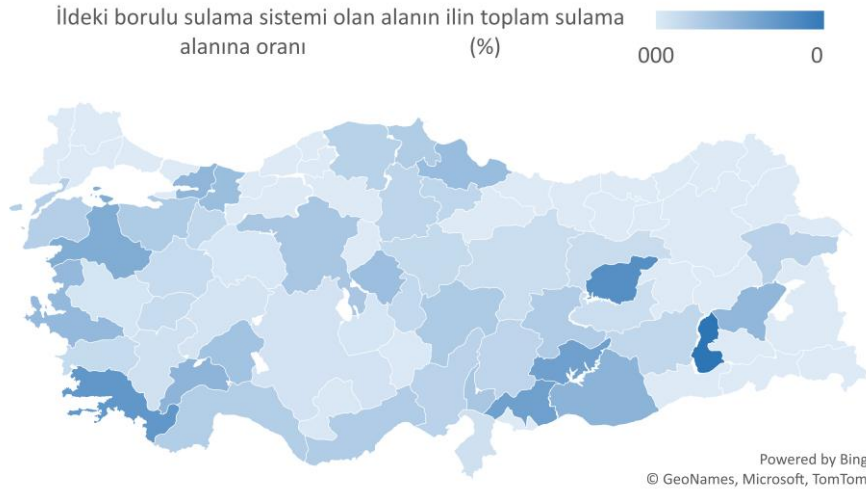 İldeki borulu sulama sistemi olan alanın ilin toplam sulama
alanına oranı (%)
000 0
Powered by Bing
© GeoNames, Microsoft, TomTom